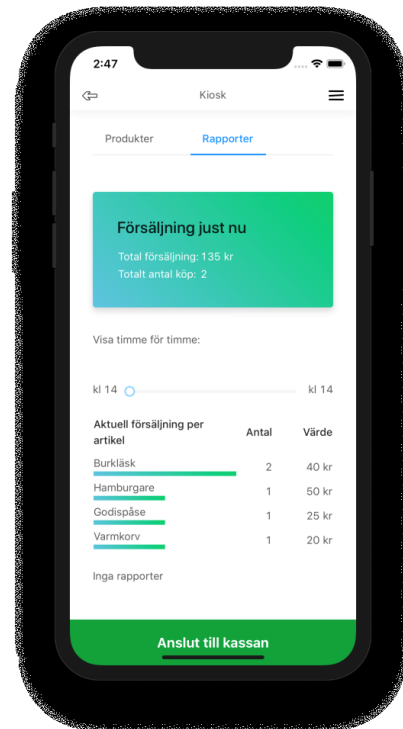 2:47
Kiosk
Produkter Rapporter
Försäljning just nu
Total försäljning: 135 kr
Totalt antal köp: 2
Visa timme för timme:
kl 14 kl 14
Aktuell försäljning per
artikel Antal Värde
Burkläsk 2 40 kr
Hamburgare 1 50 kr
Godispåse 1 25 kr
Varmkorv 1 20 kr
Inga rapporter
Anslut till kassan